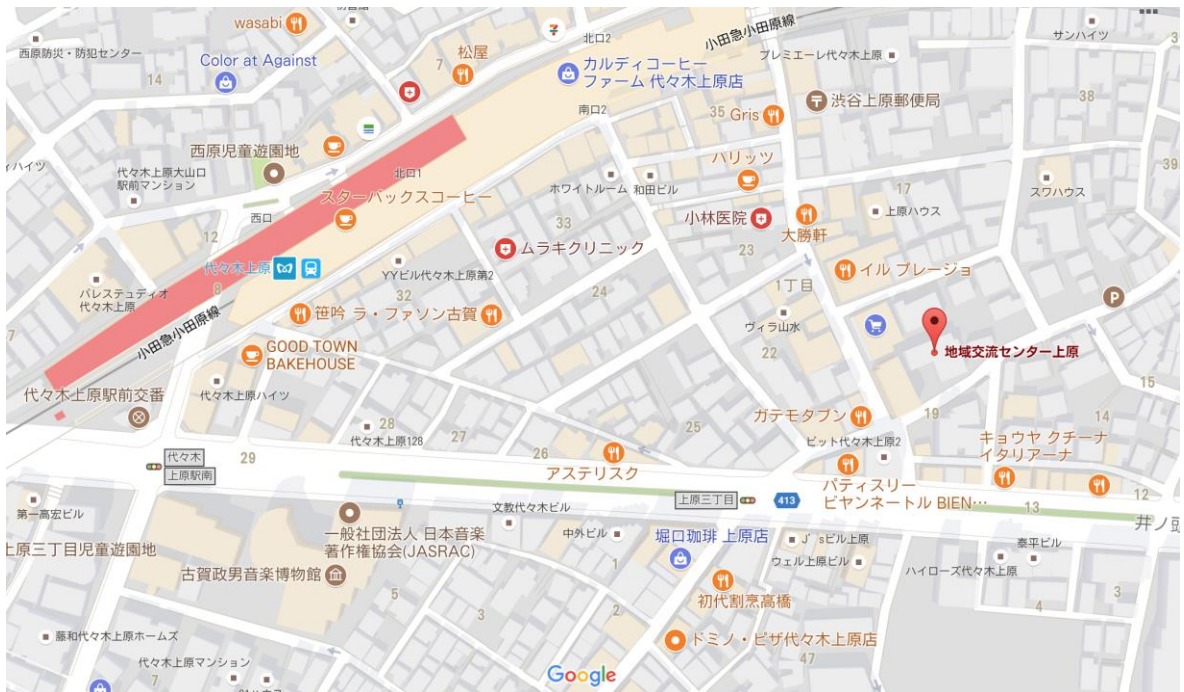 wasabi
西原防災・防犯センター
14
Color at Against
松屋
7
北口2
小田急小田原線
カルディコーヒー
ファーム 代々木上原店
プレミエーレ代々木上原
サンハイツ
38
南口2
35
Gris
渋谷上原郵便局
39
西原児童遊園地
代々木上原大山口
駅前マンション
北口1
スターバックスコーヒー
ホワイトルーム
和田ビル
パリッツ
17
スワハウス
西口
12
33
小林医院
大勝軒
上原ハウス
23
ムラキクリニック
代々木上原
8
YYビル代々木上原第2
イル プレージョ
パレステュディオ
代々木上原
32
24
1丁目
P
笹吟
ラ・ファソン古賀
ヴィラ山水
小田急小田原線
22
地域交流センター上原
GOOD TOWN
BAKEHOUSE
15
代々木上原駅前交番
代々木上原ハイツ
28
27
25
ガテモタブン
19
14
代々木上原128
ピット代々木上原2
キョウヤ クチーナ
イタリアーナ
代々木
上原駅南
29
26
アステリスク
パティスリー
ビヤンネートル BIEN…
上原三丁目
413
13
12
第一高宏ビル
文教代々木ビル
井ノ頭
一般社団法人 日本音楽
著作権協会(JASRAC)
中外ビル
堀口珈琲 上原店
J'sビル上原
泰平ビル
上原三丁目児童遊園地
古賀政男音楽博物館
1
ウェル上原ビル
ハイローズ代々木上原
5
初代割烹高橋
3
2
4
3
藤和代々木上原ホームズ
ドミノ・ピザ代々木上原店
代々木上原マンション
7
Google
47